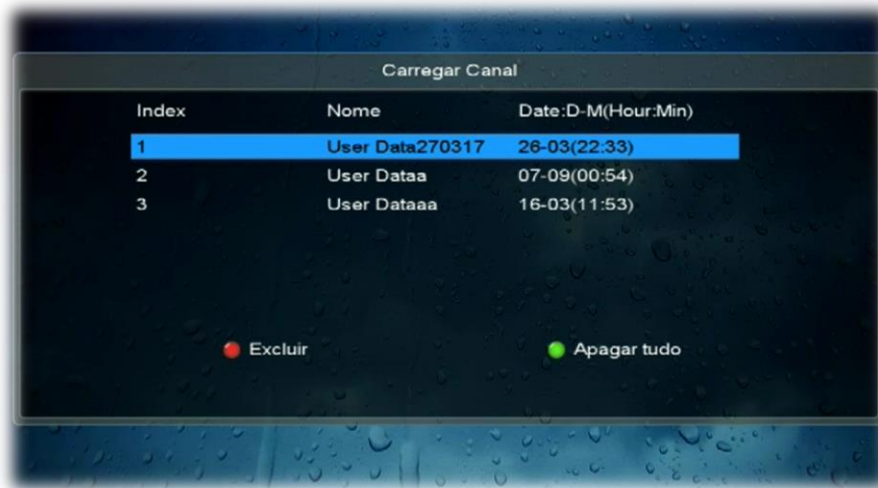 Carregar Canal
Index Nome Date:D-M(Hour:Min)
1 User Data270317 26-03(22:33)
2 User Dataa 07-09(00:54)
3 User Dataaa 16-03(11:53)
Excluir Apagar tudo